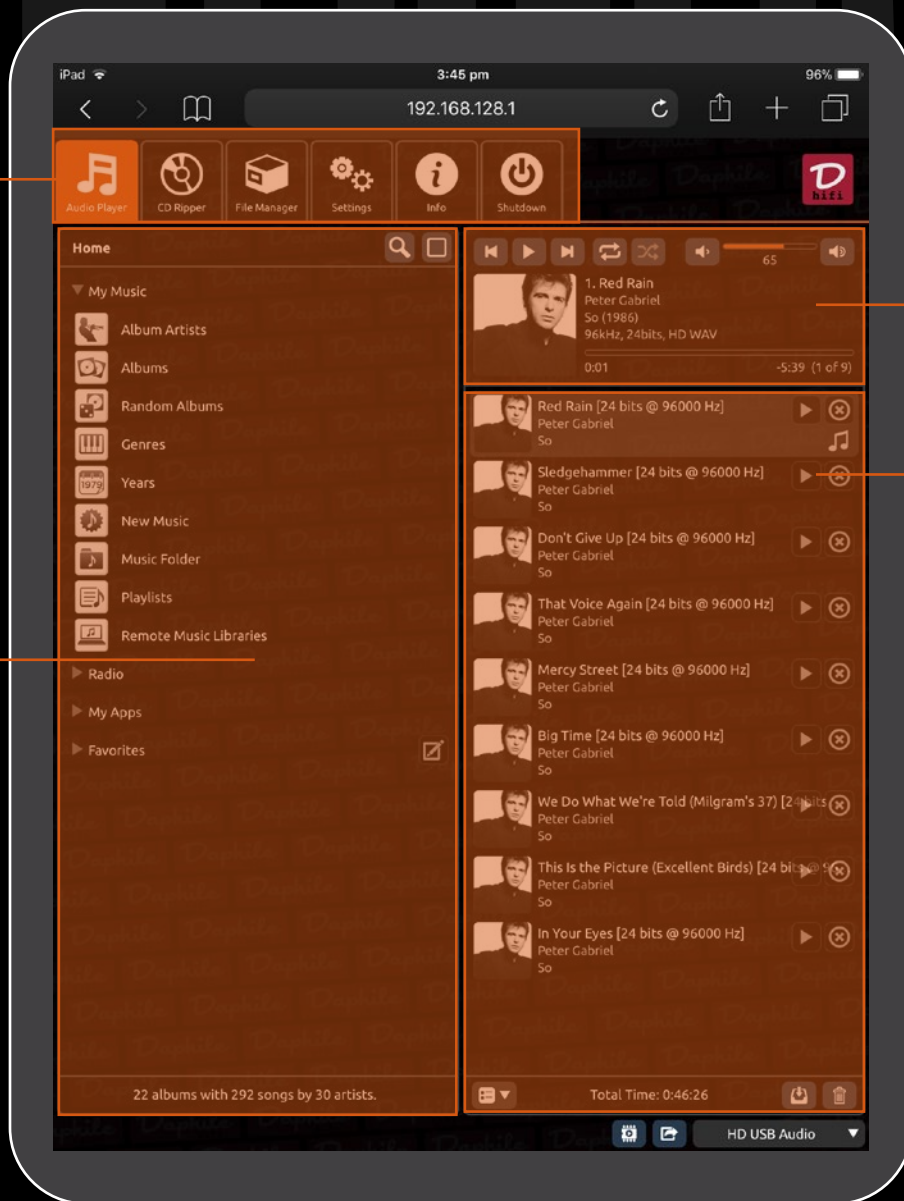 iPad 3:45 pm 96%
192.168.128.1
Audio Player CD Ripper File Manager Settings Info Shutdown
D
hifi
Home
My Music
Album Artists
Albums
Random Albums
Genres
1979
Years
New Music
Music Folder
Playlists
Remote Music Libraries
Radio
My Apps
Favorites
22 albums with 292 songs by 30 artists.
65
1. Red Rain
Peter Gabriel
So (1986)
96kHz, 24bits, HD WAV
0:01 -5:39 (1 of 9)
Red Rain [24 bits @ 96000 Hz]
Peter Gabriel
So
Sledgehammer [24 bits @ 96000 Hz]
Peter Gabriel
So
Don't Give Up [24 bits @ 96000 Hz]
Peter Gabriel
So
That Voice Again [24 bits @ 96000 Hz]
Peter Gabriel
So
Mercy Street [24 bits @ 96000 Hz]
Peter Gabriel
So
Big Time [24 bits @ 96000 Hz]
Peter Gabriel
So
We Do What We're Told (Milgram's 37) [24 bits
Peter Gabriel
So
This Is the Picture (Excellent Birds) [24 bits @ 9
Peter Gabriel
So
In Your Eyes [24 bits @ 96000 Hz]
Peter Gabriel
So
Total Time: 0:46:26
HD USB Audio
Daphile